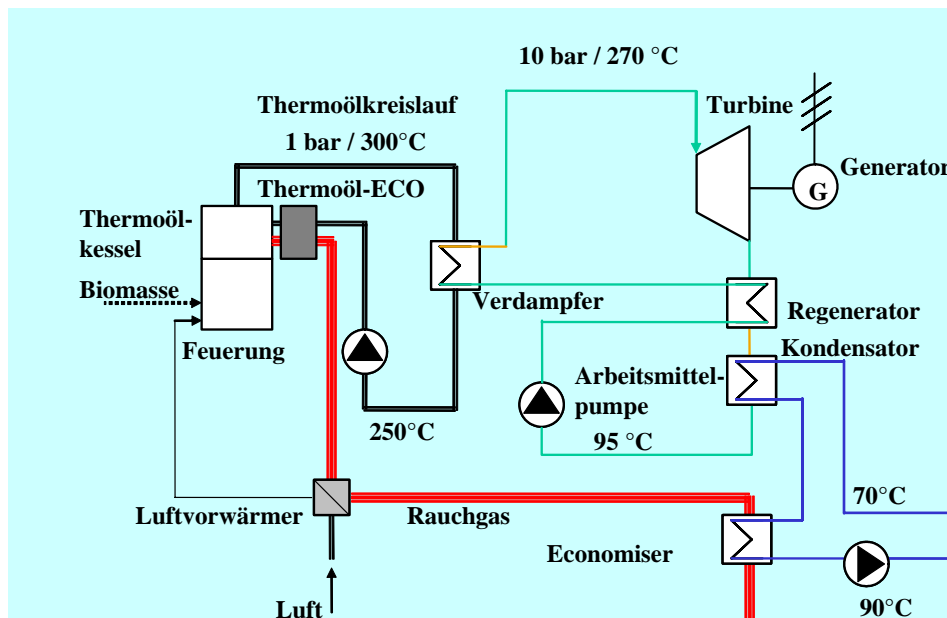 10 bar / 270 °C
Thermoölkreislauf
1 bar / 300°C
Turbine
Thermoöl-ECO
Generator
G
Thermoöl-
kessel
Biomasse
Verdampfer
Regenerator
Feuerung
Kondensator
Arbeitsmittel-
pumpe
250°C
95 °C
70°C
Luftvorwärmer
Rauchgas
Economiser
90°C
Luft